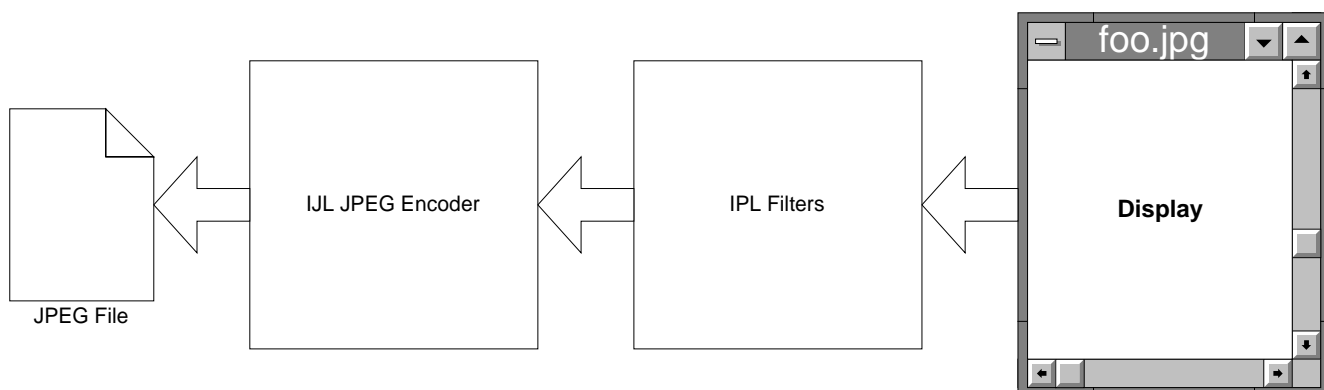 foo.jpg
IJL JPEG Encoder
IPL Filters
Display
JPEG File